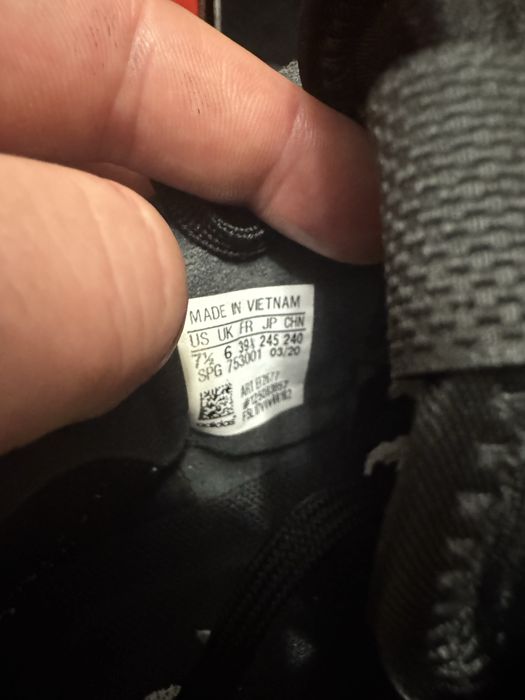 MADE IN VIETNAM
US UK FR JP CHN
7½ 6 39⅓ 245 240
SPG 753001 03/20
adidas